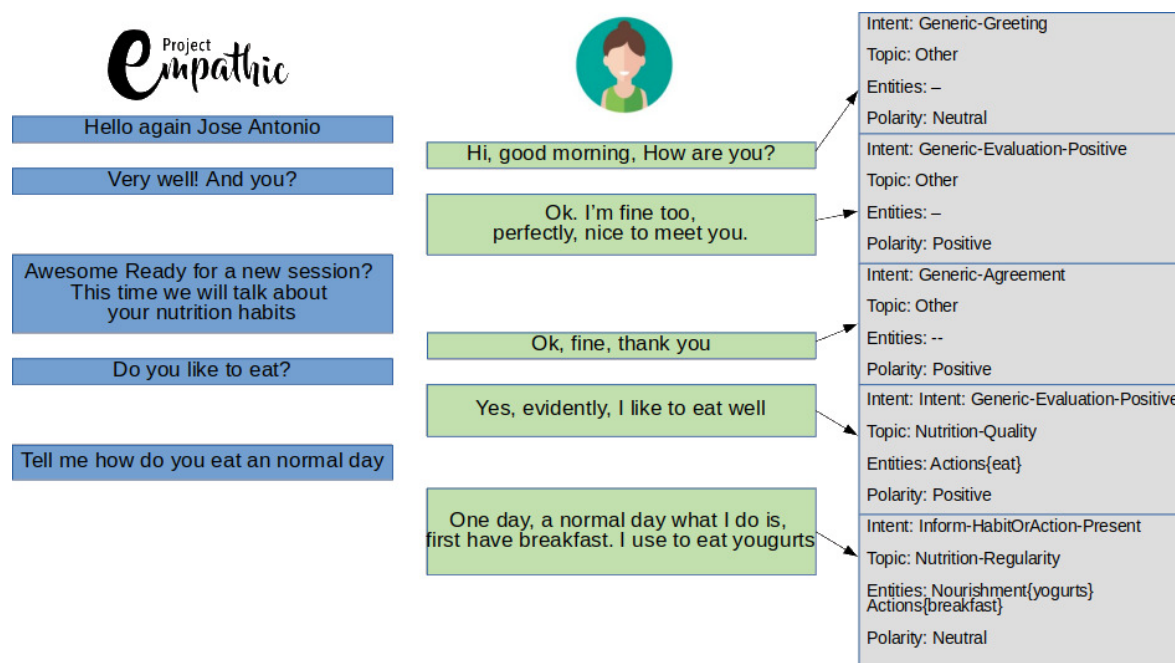 Project
empathic
Hello again Jose Antonio
Hi, good morning, How are you?
Intent: Generic-Greeting
Topic: Other
Entities: –
Polarity: Neutral
Very well! And you?
Ok. I'm fine too,
perfectly, nice to meet you.
Intent: Generic-Evaluation-Positive
Topic: Other
Entities: –
Polarity: Positive
Awesome Ready for a new session?
This time we will talk about
your nutrition habits
Ok, fine, thank you
Intent: Generic-Agreement
Topic: Other
Entities: --
Polarity: Positive
Do you like to eat?
Yes, evidently, I like to eat well
Intent: Intent: Generic-Evaluation-Positive
Topic: Nutrition-Quality
Entities: Actions{eat}
Polarity: Positive
Tell me how do you eat an normal day
One day, a normal day what I do is,
first have breakfast. I use to eat yougurts
Intent: Inform-HabitOrAction-Present
Topic: Nutrition-Regularity
Entities: Nourishment{yogurts}
Actions{breakfast}
Polarity: Neutral